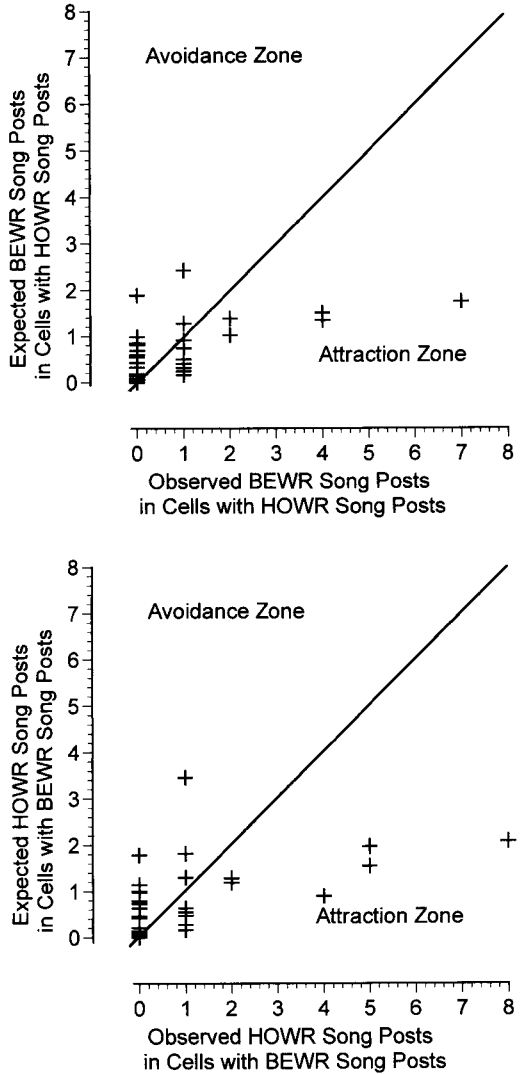 8
7
6
5
4
3
2
1
0
Expected BEWR Song Posts
in Cells with HOWR Song Posts
Avoidance Zone
Attraction Zone
0 1 2 3 4 5 6 7 8
Observed BEWR Song Posts
in Cells with HOWR Song Posts
8
7
6
5
4
3
2
1
0
Expected HOWR Song Posts
in Cells with BEWR Song Posts
Avoidance Zone
Attraction Zone
0 1 2 3 4 5 6 7 8
Observed HOWR Song Posts
in Cells with BEWR Song Posts